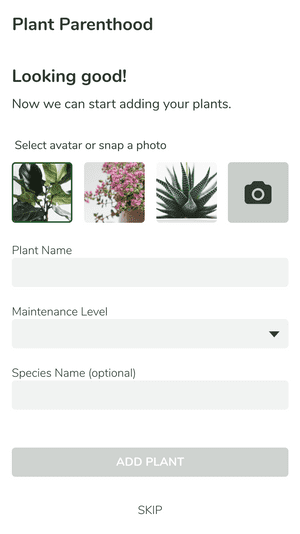 Plant Parenthood
Looking good!
Now we can start adding your plants.
Select avatar or snap a photo
Plant Name
Maintenance Level
Species Name (optional)
ADD PLANT
SKIP